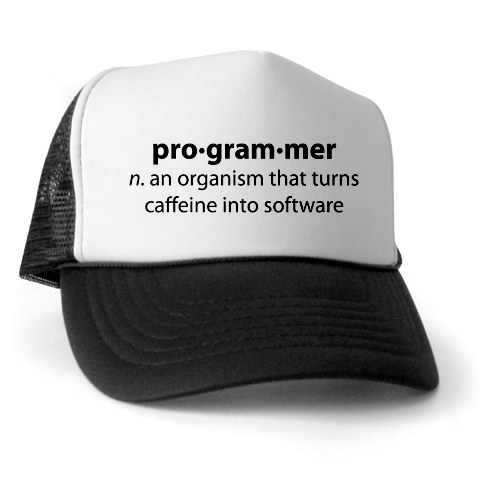 pro•gram•mer
n. an organism that turns
caffeine into software